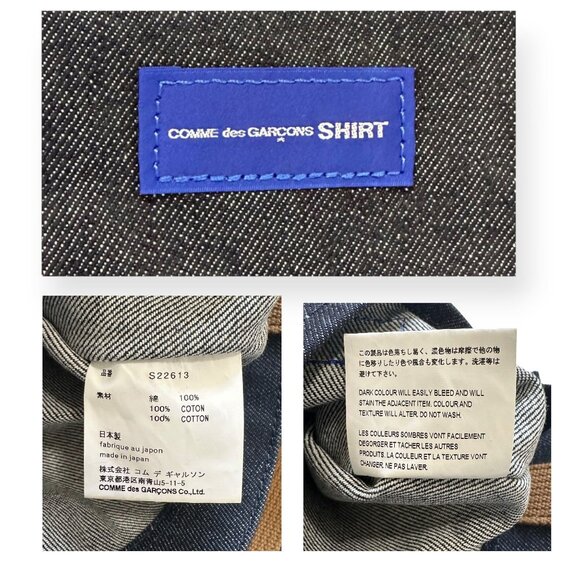 COMME des GARÇONS SHIRT
品番 S22613
素材 綿 100%
100% COTON
100% COTTON
日本製
fabrique au japon
made in japan
株式会社 コム デ ギャルソン
東京都港区南青山5-11-5
COMME des GARÇONS Co.,Ltd.
この製品は色落ちし易く、濃色物は摩擦で他の物
に色移りしたり色や風合も変化します。洗濯等は
避けて下さい。
DARK COLOUR WILL EASILY BLEED AND WILL
STAIN THE ADJACENT ITEM. COLOUR AND
TEXTURE WILL ALTER. DO NOT WASH.
LES COULEURS SOMBRES VONT FACILEMENT
DEGORGER ET TACHER LES AUTRES
PRODUITS. LA COULEUR ET LA TEXTURE VONT
CHANGER. NE PAS LAVER.